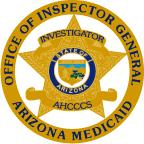 OFFICE OF INSPECTOR GENERAL
INVESTIGATOR
STATE OF
ARIZONA
AHCCCS
ARIZONA MEDICAID